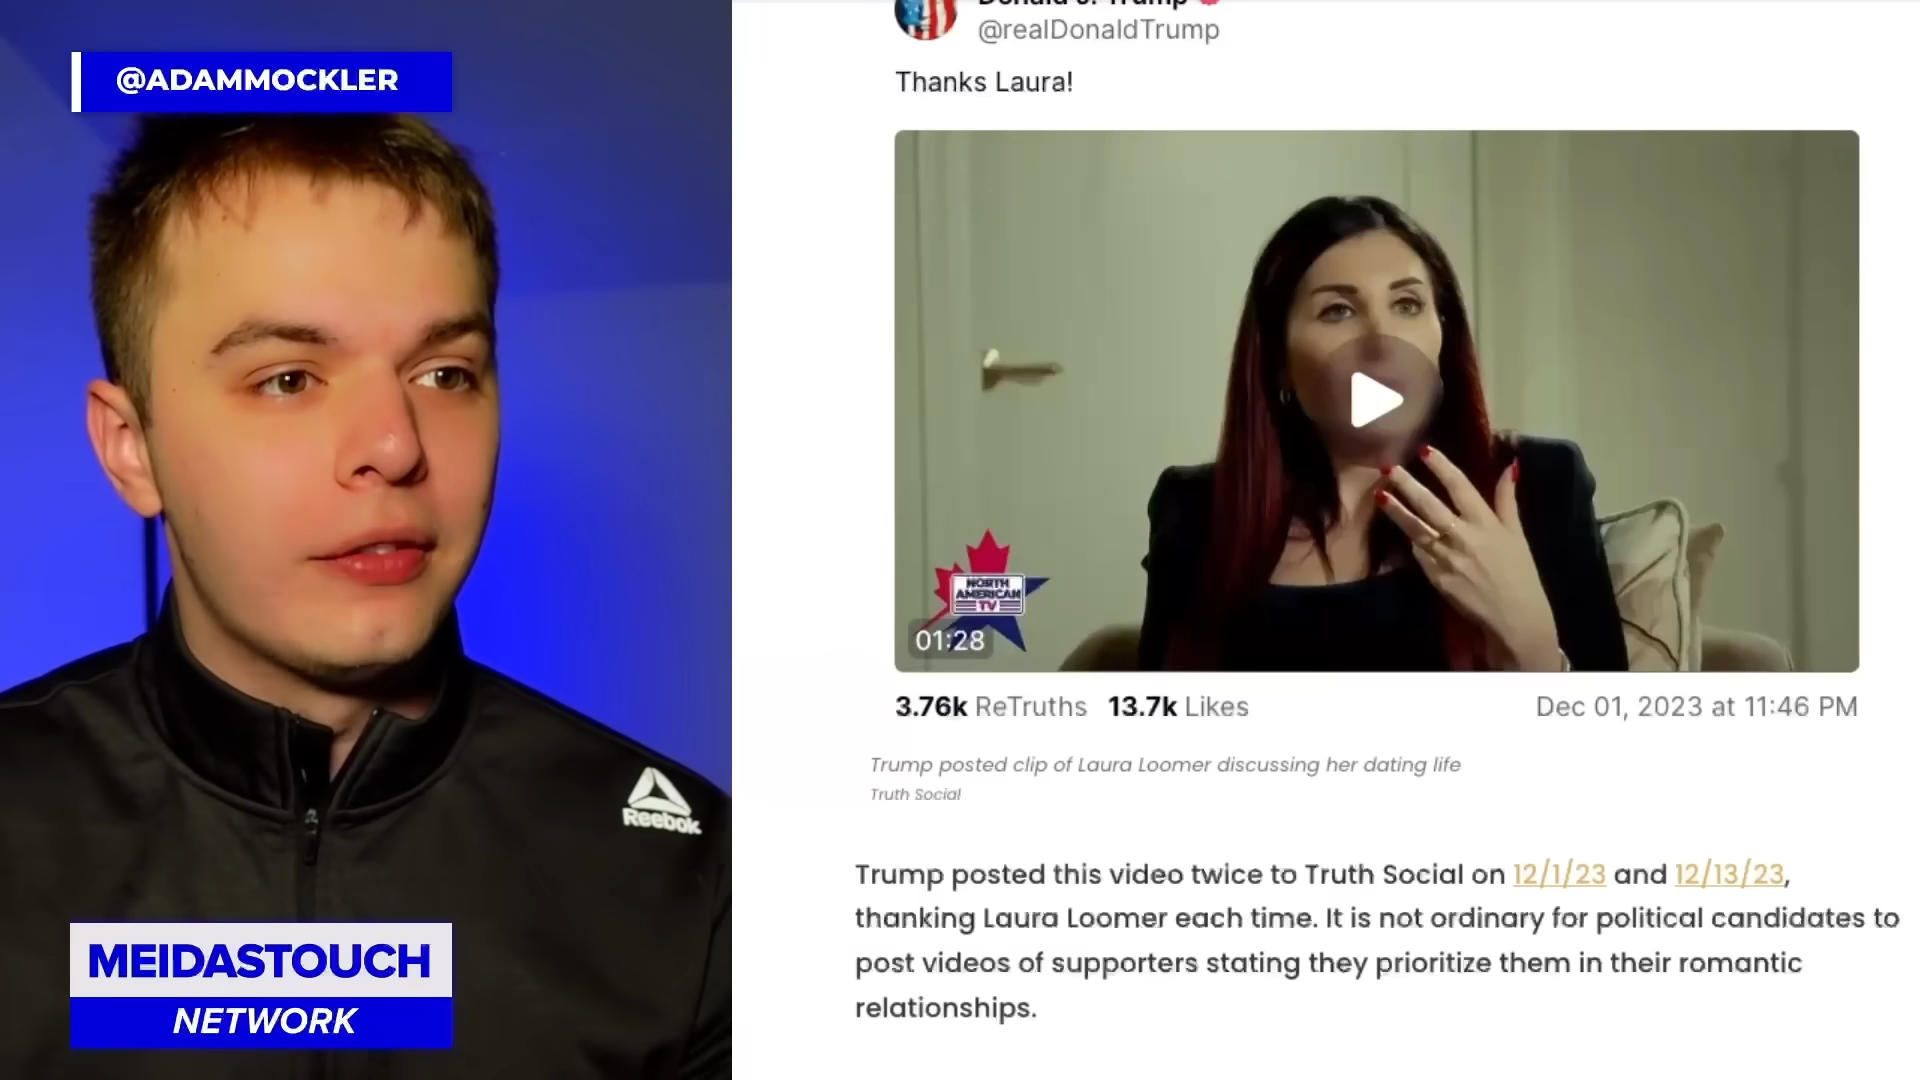 @ADAMMOCKLER
Reebok
MEIDASTOUCH
NETWORK
Donald J. Trump
@realDonaldTrump
Thanks Laura!
NORTH
AMERICAN
TV
01:28
3.76k ReTruths 13.7k Likes Dec 01, 2023 at 11:46 PM
Trump posted clip of Laura Loomer discussing her dating life
Truth Social
Trump posted this video twice to Truth Social on 12/1/23 and 12/13/23,
thanking Laura Loomer each time. It is not ordinary for political candidates to
post videos of supporters stating they prioritize them in their romantic
relationships.